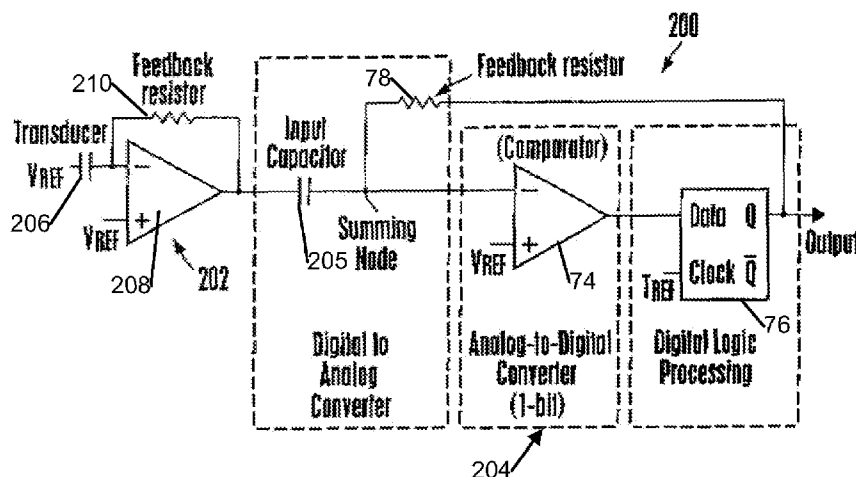 200
210
Feedback
resistor
78
Feedback resistor
Transducer
VREF
Input
Capacitor
(Comparator)
−
+
VREF
206
208
202
205
Summing
Node
−
+
VREF
74
Data Q
Clock Q̅
TREF
76
Output
Digital to
Analog
Converter
Analog-to-Digital
Converter
(1-bit)
Digital Logic
Processing
204